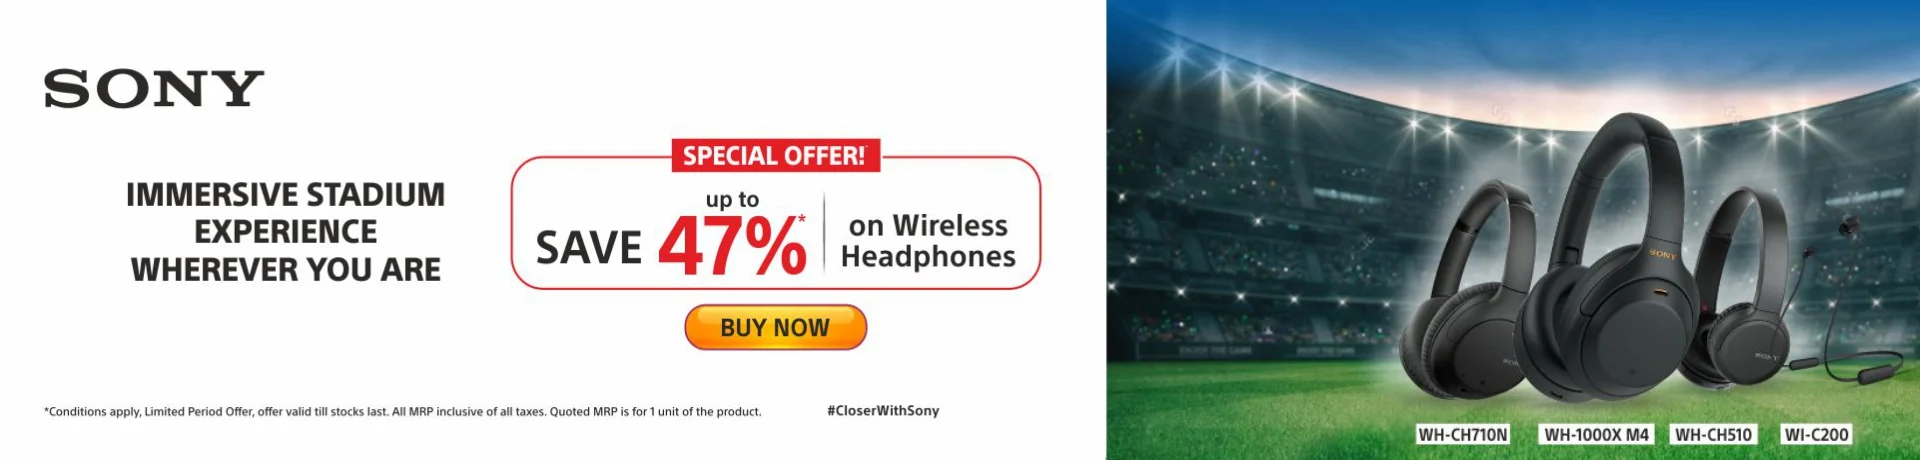 SONY
IMMERSIVE STADIUM
EXPERIENCE
WHEREVER YOU ARE
SPECIAL OFFER!
up to
SAVE 47%*
on Wireless
Headphones
BUY NOW
*Conditions apply, Limited Period Offer, offer valid till stocks last. All MRP inclusive of all taxes. Quoted MRP is for 1 unit of the product.
#CloserWithSony
SONY
SONY
WH-CH710N
WH-1000X M4
WH-CH510
WI-C200